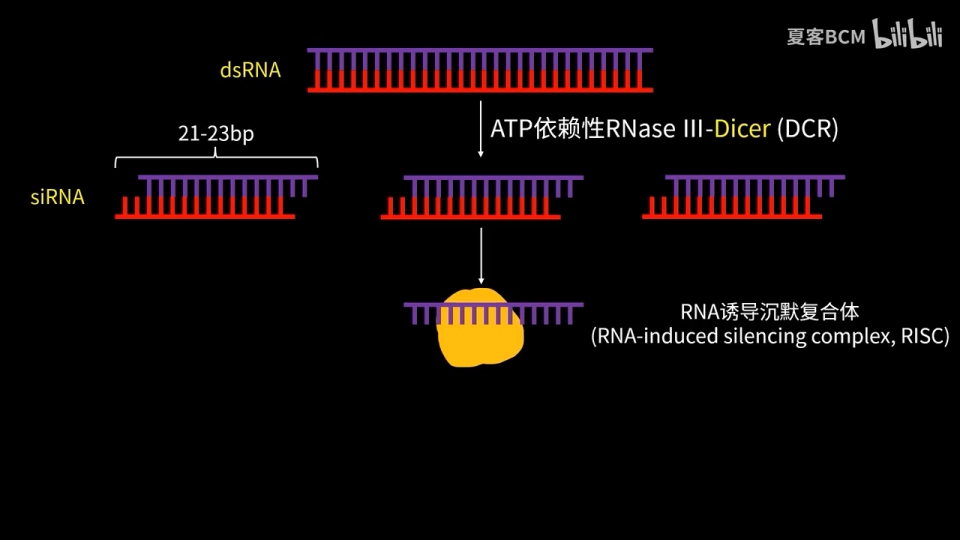 夏客BCM bilibili
dsRNA
ATP依赖性RNase III-Dicer (DCR)
21-23bp
siRNA
RNA诱导沉默复合体
(RNA-induced silencing complex, RISC)